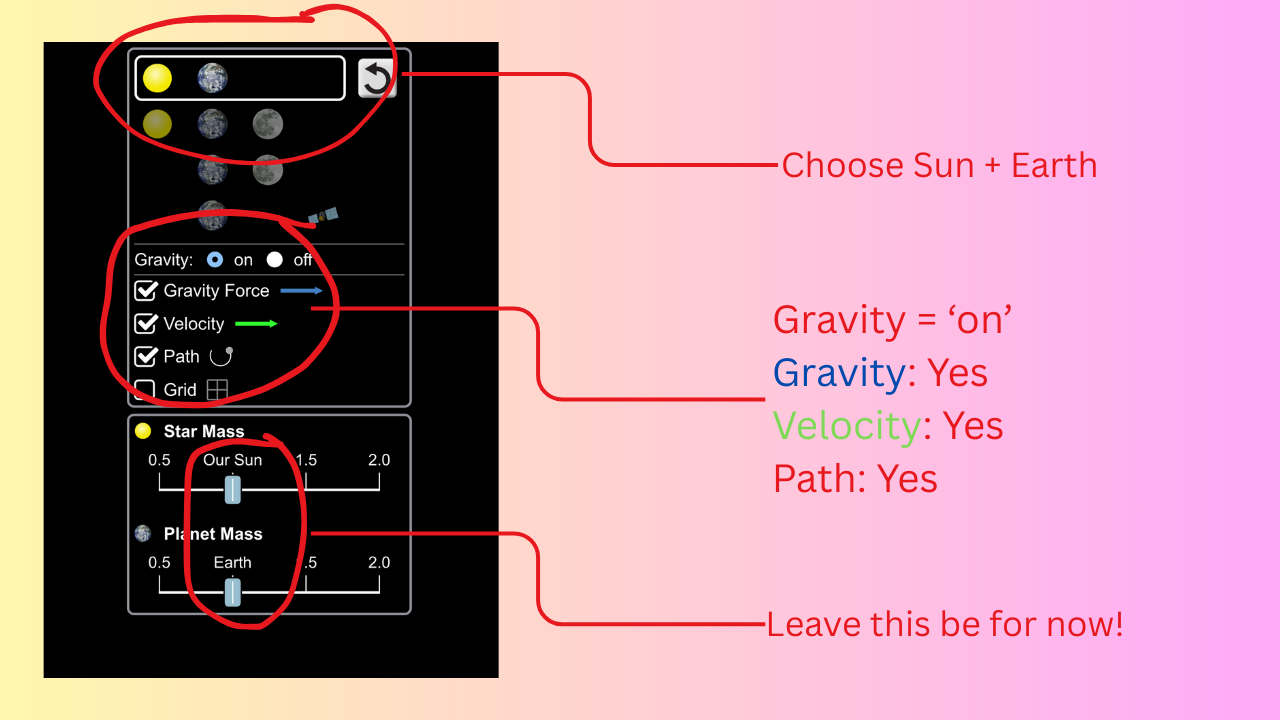 Choose Sun + Earth
Gravity: on off
Gravity Force
Velocity
Path
Grid
Gravity = ‘on’
Gravity: Yes
Velocity: Yes
Path: Yes
Star Mass
0.5 Our Sun 1.5 2.0
Planet Mass
0.5 Earth 1.5 2.0
Leave this be for now!